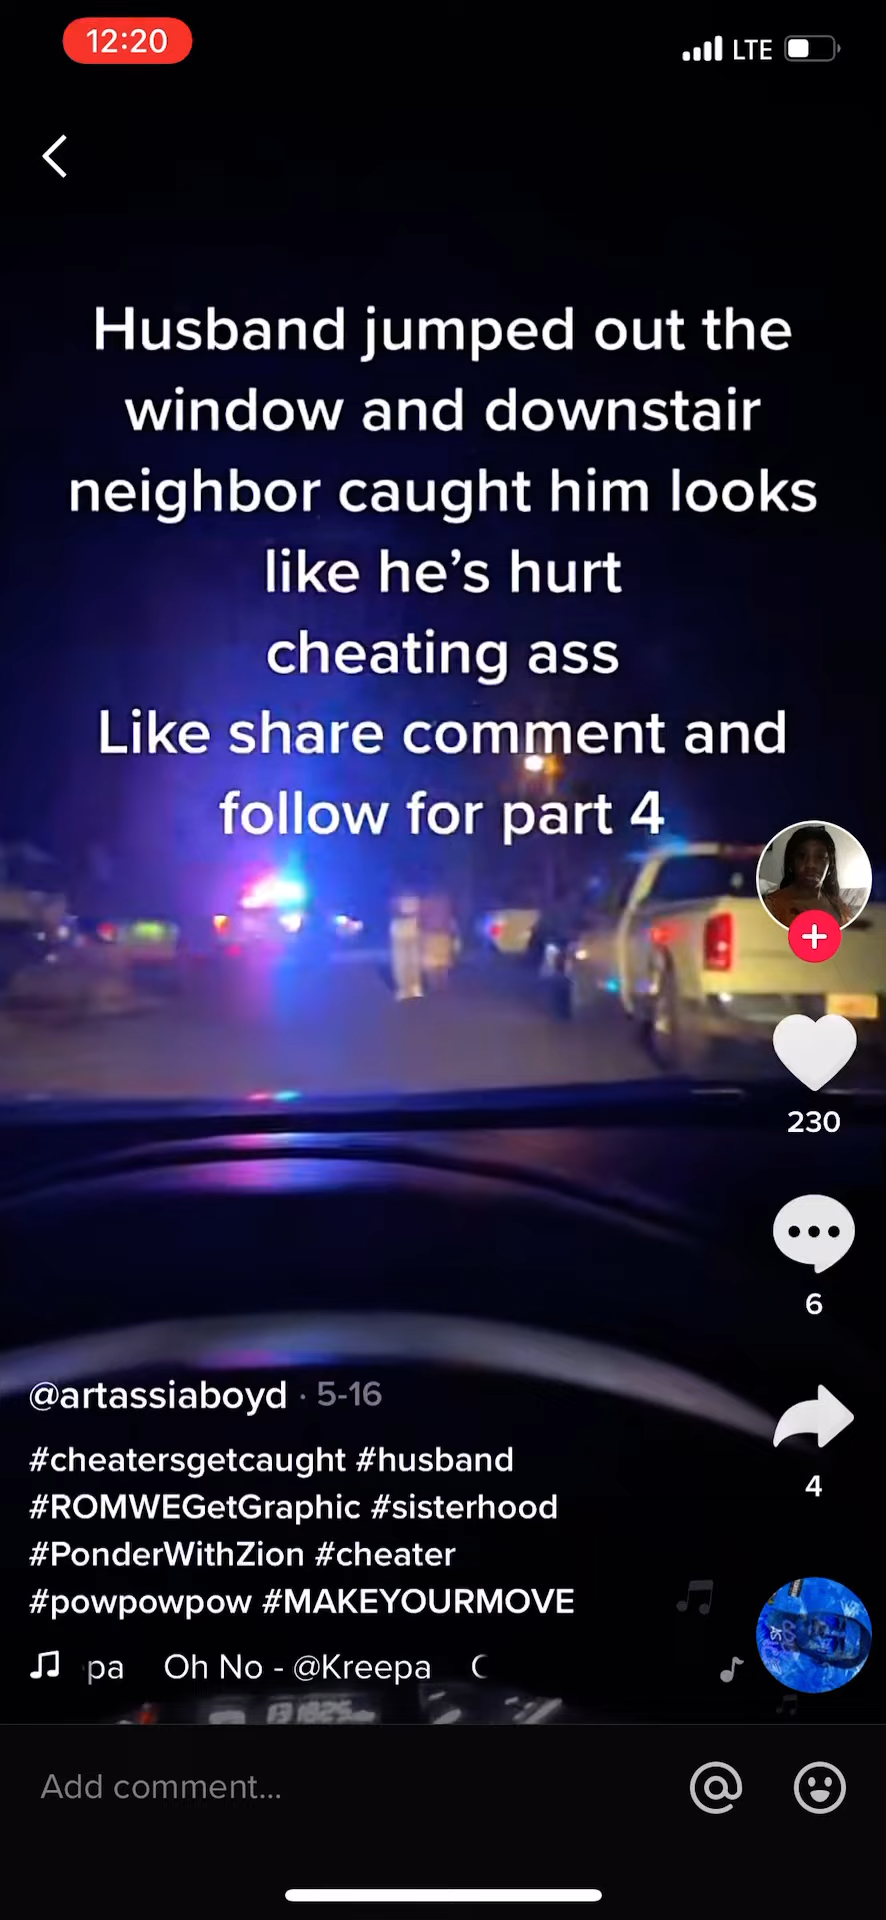 12:20
LTE
Husband jumped out the
window and downstair
neighbor caught him looks
like he’s hurt
cheating ass
Like share comment and
follow for part 4
230
6
4
@artassiaboyd · 5-16
#cheatersgetcaught #husband
#ROMWEGetGraphic #sisterhood
#PonderWithZion #cheater
#powpowpow #MAKEYOURMOVE
pa Oh No - @Kreepa
Add comment...